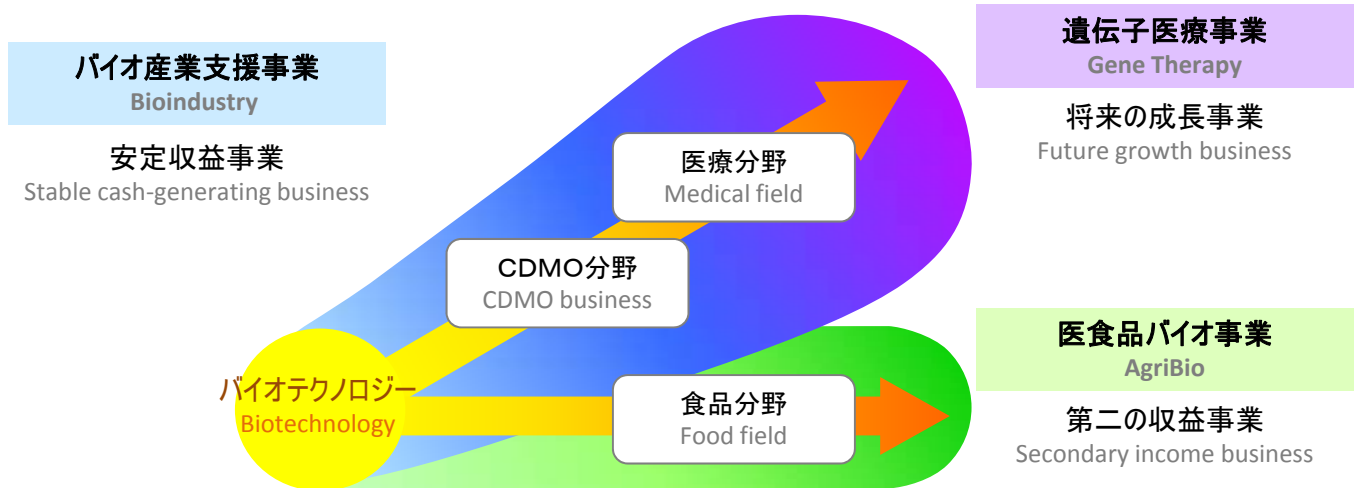 バイオ産業支援事業
Bioindustry
安定収益事業
Stable cash-generating business
遺伝子医療事業
Gene Therapy
将来の成長事業
Future growth business
医療分野
Medical field
CDMO分野
CDMO business
バイオテクノロジー
Biotechnology
食品分野
Food field
医食品バイオ事業
AgriBio
第二の収益事業
Secondary income business